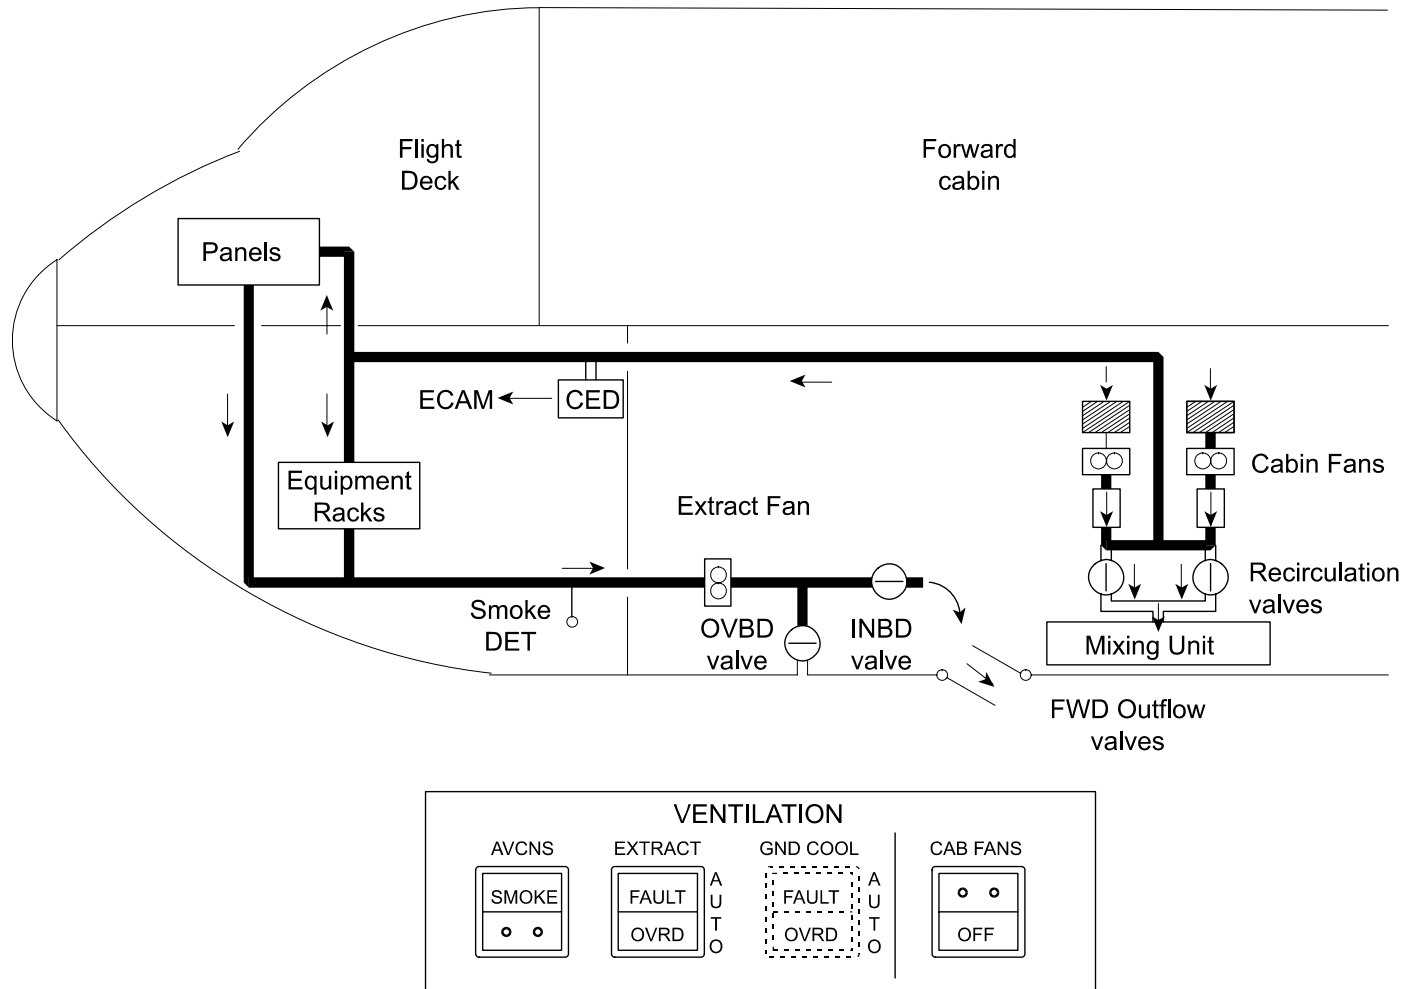 Flight
Deck
Forward
cabin
Panels
ECAM
CED
Cabin Fans
Equipment
Racks
Extract Fan
Smoke
DET
OVBD
valve
INBD
valve
Recirculation
valves
Mixing Unit
FWD Outflow
valves
VENTILATION
AVCNS
EXTRACT
GND COOL
CAB FANS
SMOKE
FAULT
OVRD
AUTO
FAULT
OVRD
AUTO
OFF